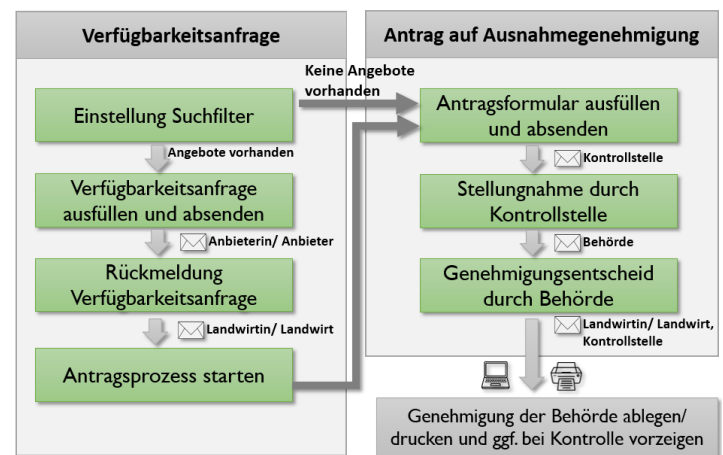 Verfügbarkeitsanfrage
Einstellung Suchfilter
Angebote vorhanden
Verfügbarkeitsanfrage
ausfüllen und absenden
Anbieterin/ Anbieter
Rückmeldung
Verfügbarkeitsanfrage
Landwirtin/ Landwirt
Antragsprozess starten
Keine Angebote
vorhanden
Antrag auf Ausnahmegenehmigung
Antragsformular ausfüllen
und absenden
Kontrollstelle
Stellungnahme durch
Kontrollstelle
Behörde
Genehmigungsentscheid
durch Behörde
Landwirtin/ Landwirt,
Kontrollstelle
Genehmigung der Behörde ablegen/
drucken und ggf. bei Kontrolle vorzeigen